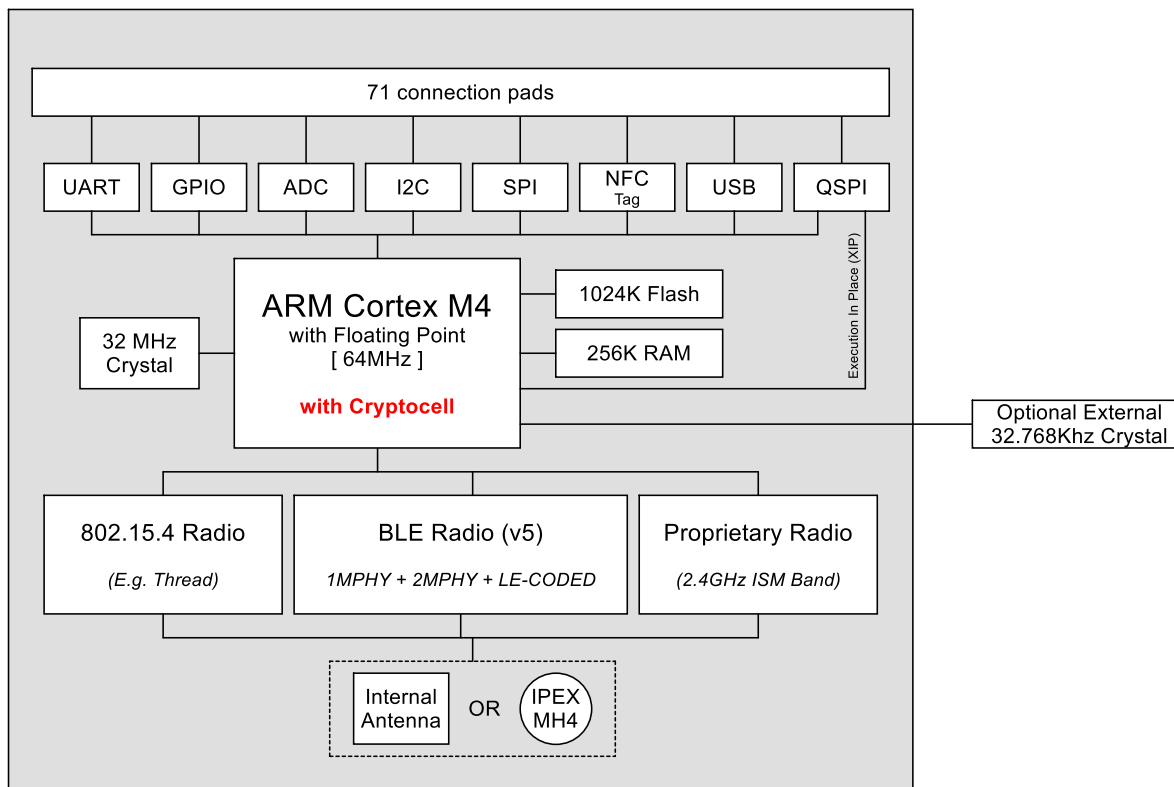 71 connection pads
UART
GPIO
ADC
I2C
SPI
NFC
Tag
USB
QSPI
Execution In Place (XIP)
ARM Cortex M4
with Floating Point
[ 64MHz ]
with Cryptocell
1024K Flash
256K RAM
32 MHz
Crystal
Optional External
32.768Khz Crystal
802.15.4 Radio
(E.g. Thread)
BLE Radio (v5)
1MPHY + 2MPHY + LE-CODED
Proprietary Radio
(2.4GHz ISM Band)
Internal
Antenna
OR
IPEX
MH4